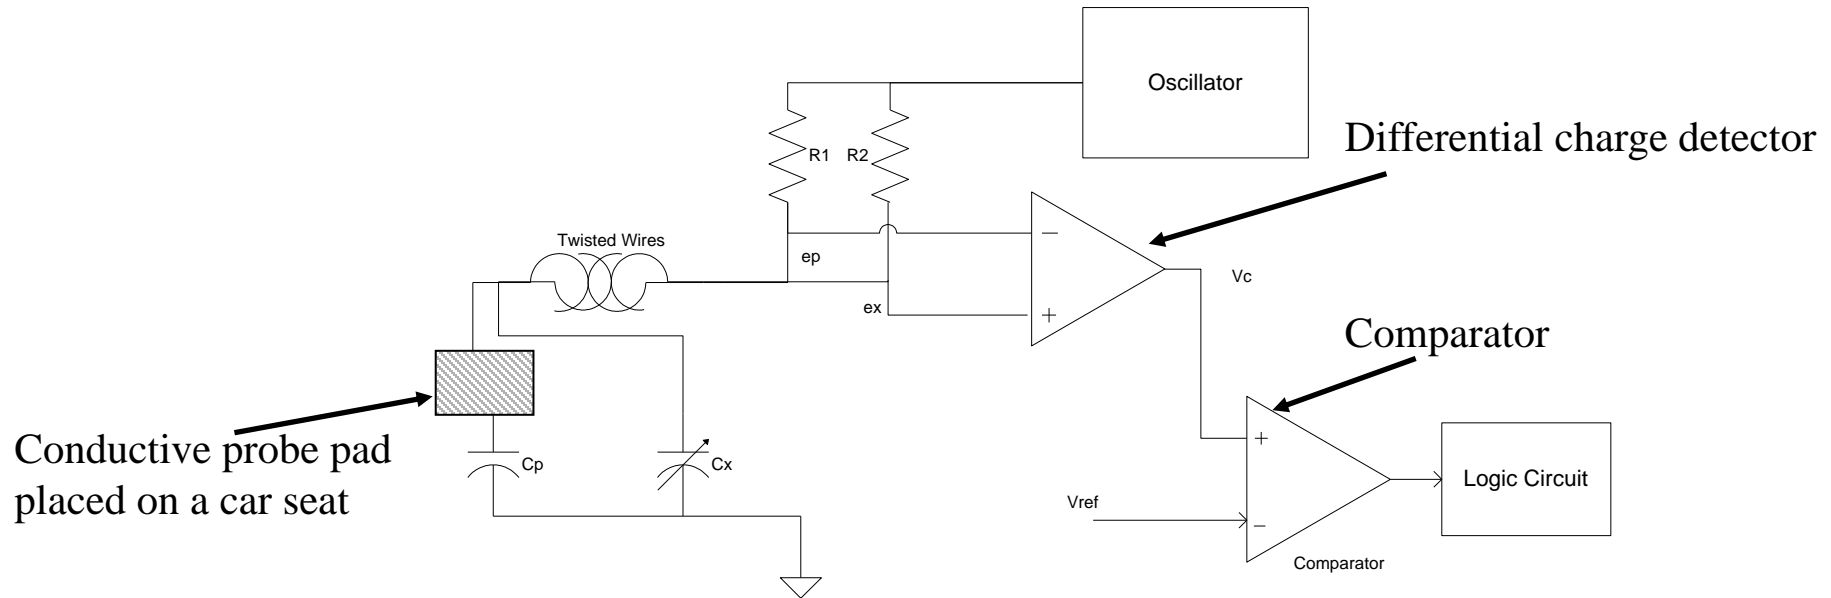 Oscillator
Differential charge detector
R1
R2
Twisted Wires
ep
−
Vc
ex
+
Comparator
Conductive probe pad
placed on a car seat
Cp
Cx
+
Logic Circuit
Vref
−
Comparator